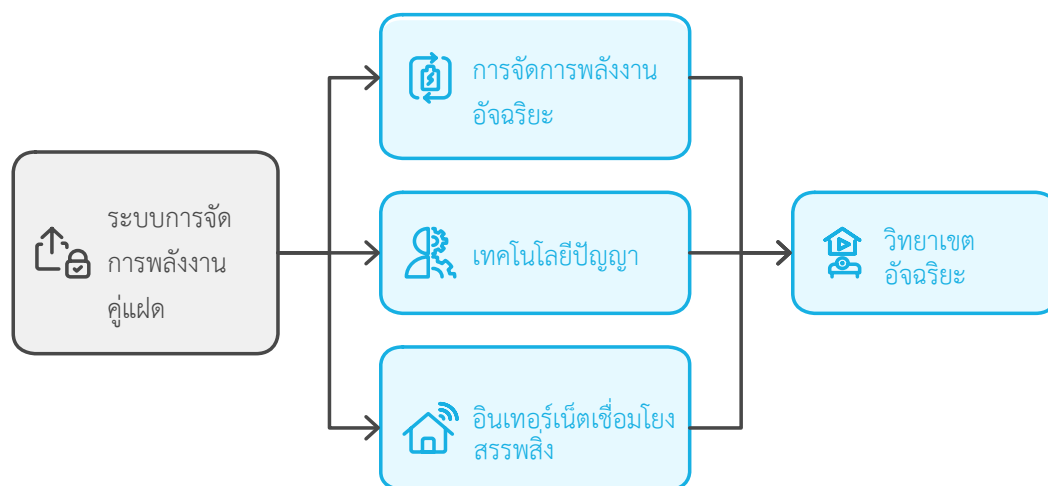 ระบบการจัด
การพลังงาน
คู่แฝด
การจัดการพลังงาน
อัจฉริยะ
เทคโนโลยีปัญญา
อินเทอร์เน็ตเชื่อมโยง
สรรพสิ่ง
วิทยาเขต
อัจฉริยะ